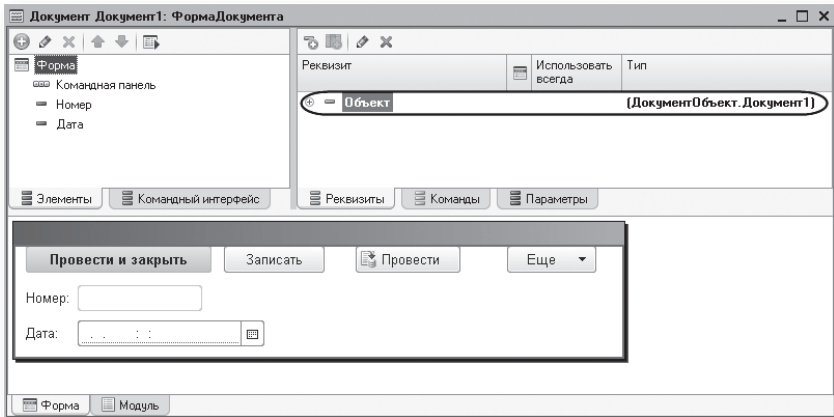 Документ Документ1: ФормаДокумента
Форма
Командная панель
Номер
Дата
Элементы
Командный интерфейс
Реквизит
Использовать
всегда
Тип
Объект
(ДокументОбъект.Документ1)
Реквизиты
Команды
Параметры
Провести и закрыть
Записать
Провести
Еще
Номер:
Дата:
. . : :
Форма
Модуль